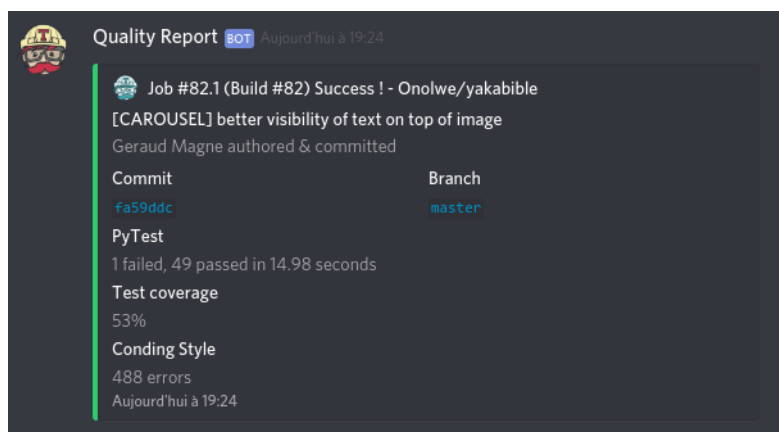 Quality Report BOT Aujourd'hui à 19:24
Job #82.1 (Build #82) Success ! - Onolwe/yakabible
[CAROUSEL] better visibility of text on top of image
Geraud Magne authored & committed
Commit Branch
fa59ddc master
PyTest
1 failed, 49 passed in 14.98 seconds
Test coverage
53%
Conding Style
488 errors
Aujourd'hui à 19:24